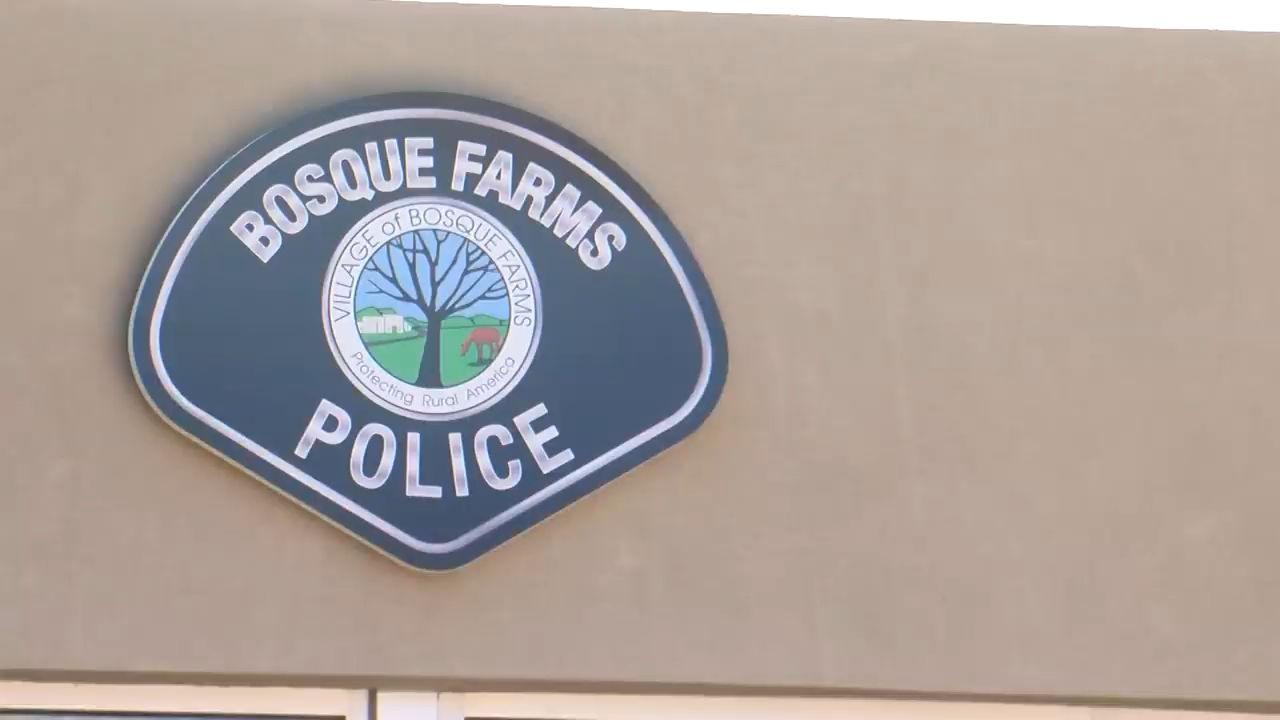 BOSQUE FARMS
VILLAGE of BOSQUE FARMS
Protecting Rural America
POLICE